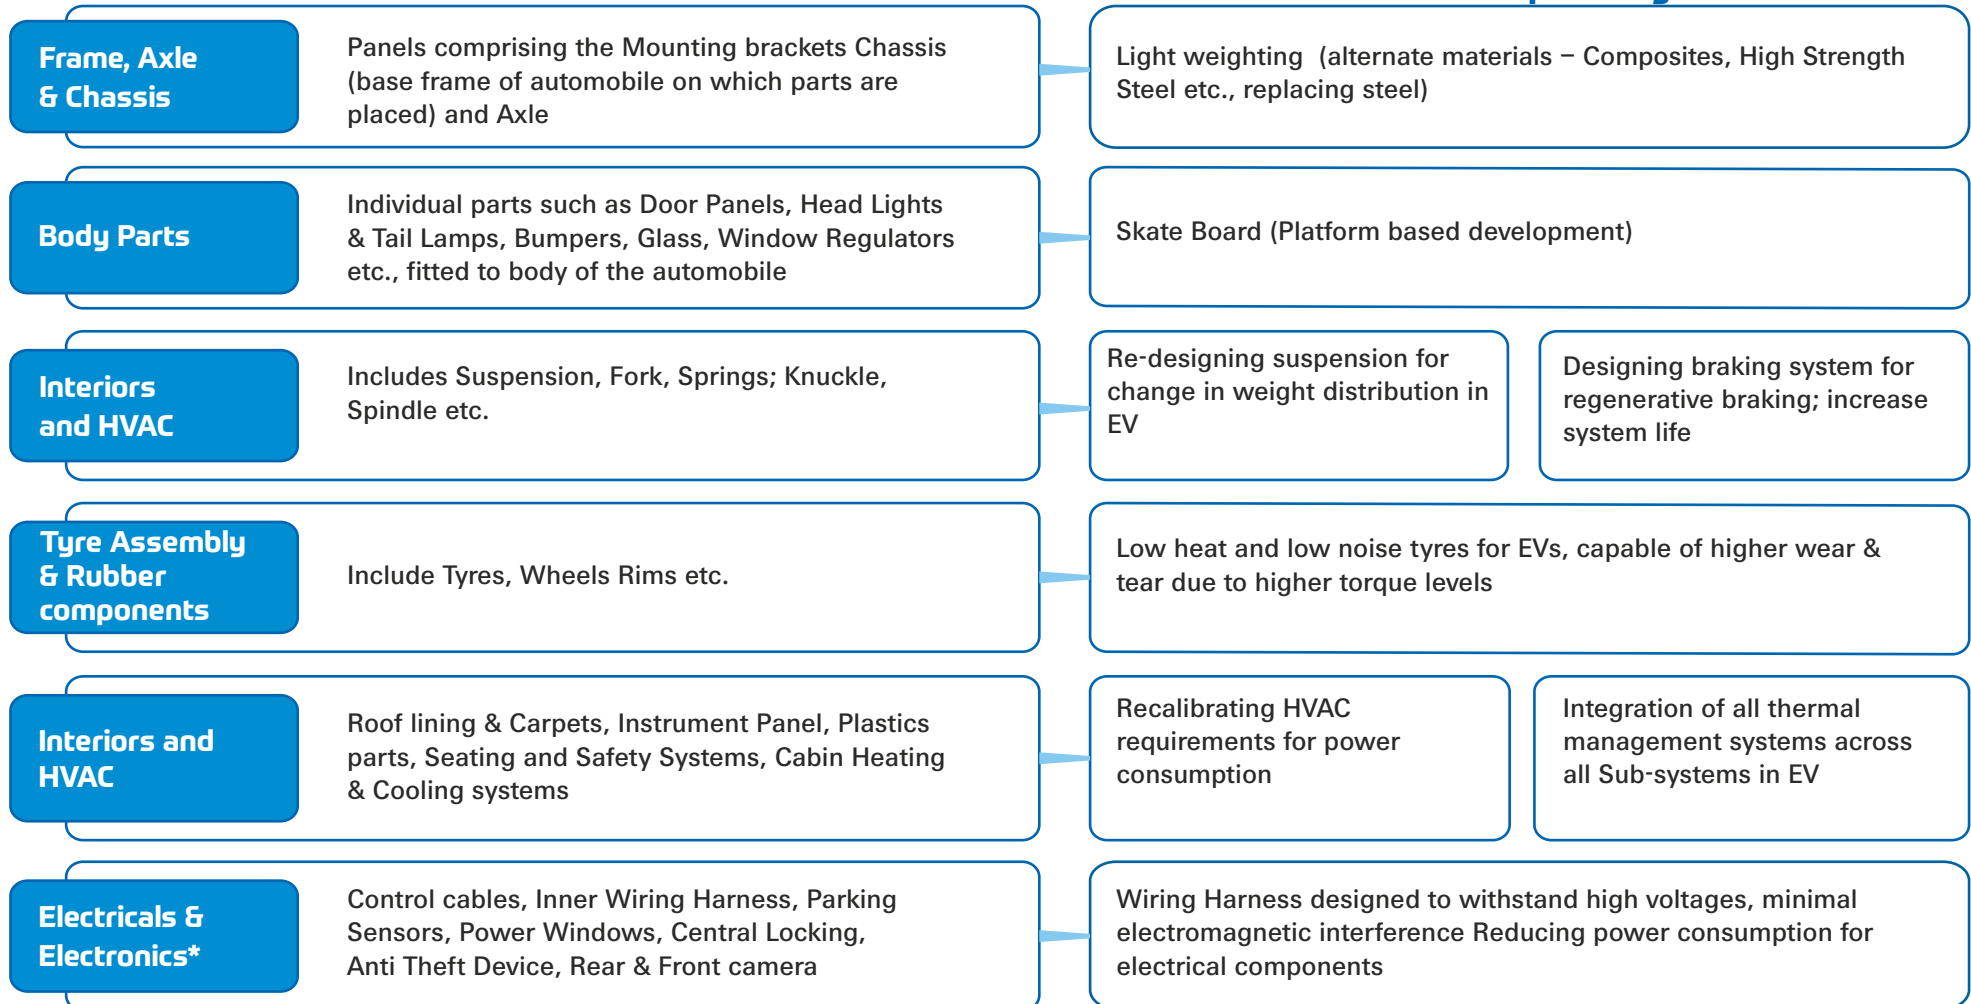 Frame, Axle
& Chassis
Panels comprising the Mounting brackets Chassis
(base frame of automobile on which parts are
placed) and Axle
Light weighting (alternate materials – Composites, High Strength
Steel etc., replacing steel)
Body Parts
Individual parts such as Door Panels, Head Lights
& Tail Lamps, Bumpers, Glass, Window Regulators
etc., fitted to body of the automobile
Skate Board (Platform based development)
Interiors
and HVAC
Includes Suspension, Fork, Springs; Knuckle,
Spindle etc.
Re-designing suspension for
change in weight distribution in
EV
Designing braking system for
regenerative braking; increase
system life
Tyre Assembly
& Rubber
components
Include Tyres, Wheels Rims etc.
Low heat and low noise tyres for EVs, capable of higher wear &
tear due to higher torque levels
Interiors and
HVAC
Roof lining & Carpets, Instrument Panel, Plastics
parts, Seating and Safety Systems, Cabin Heating
& Cooling systems
Recalibrating HVAC
requirements for power
consumption
Integration of all thermal
management systems across
all Sub-systems in EV
Electricals &
Electronics*
Control cables, Inner Wiring Harness, Parking
Sensors, Power Windows, Central Locking,
Anti Theft Device, Rear & Front camera
Wiring Harness designed to withstand high voltages, minimal
electromagnetic interference Reducing power consumption for
electrical components